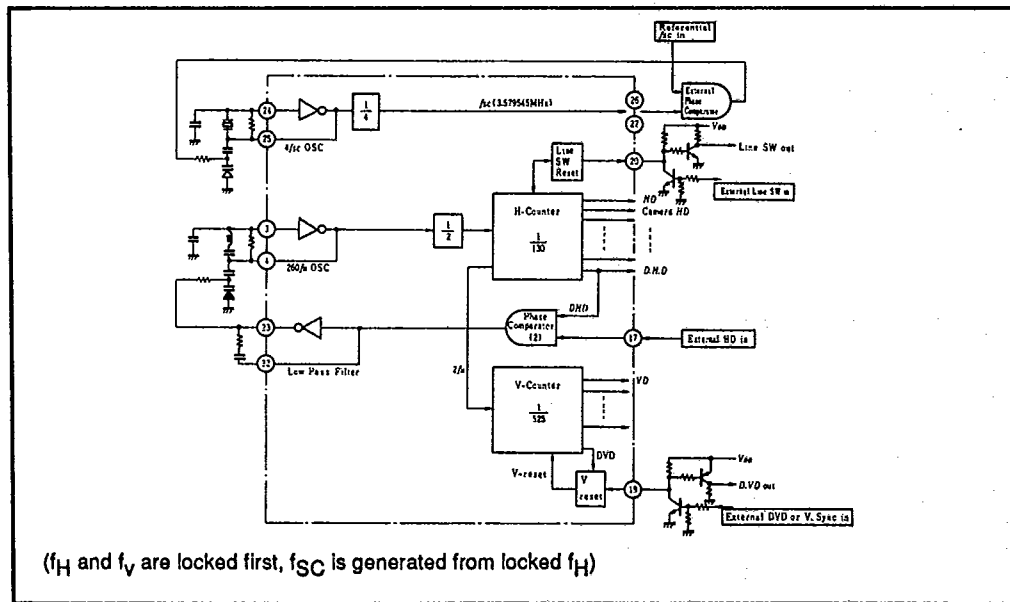 Referential
fsc in
External
Phase
Comparator
24
25
1
4
fsc (3.579545MHz)
26
27
4fsc OSC
VDD
Line SW out
Line
SW
Reset
20
External Line SW in
3
4
260fH OSC
1
2
H-Counter
1
130
HD
Camera HD
D.H.D
DHD
Phase
Comparator
(2)
17
External HD in
23
22
Low Pass Filter
2fH
V-Counter
1
525
VD
DVD
V-reset
V
reset
19
VDD
D.VD out
External DVD or V. Sync in
(fH and fV are locked first, fSC is generated from locked fH)